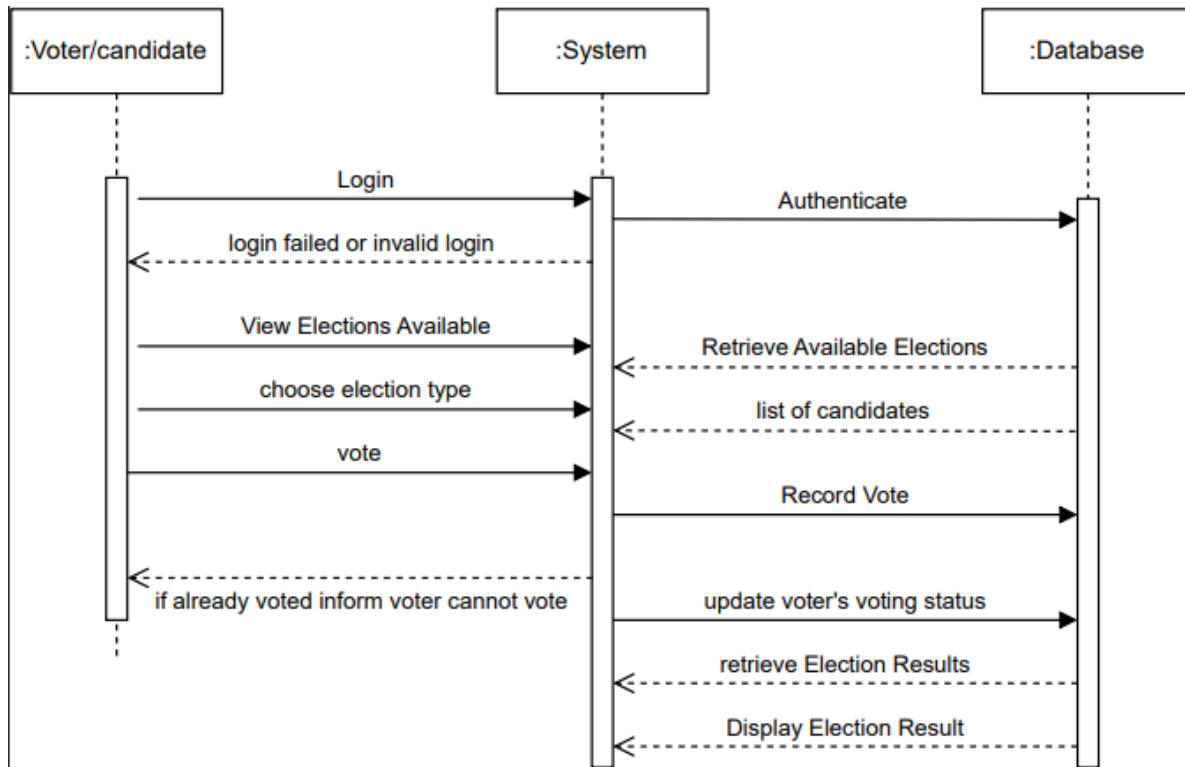 :Voter/candidate
:System
:Database
Login
Authenticate
login failed or invalid login
View Elections Available
Retrieve Available Elections
choose election type
list of candidates
vote
Record Vote
if already voted inform voter cannot vote
update voter's voting status
retrieve Election Results
Display Election Result